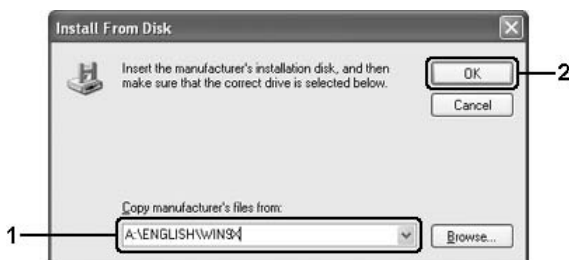 Install From Disk
Insert the manufacturer's installation disk, and then
make sure that the correct drive is selected below.
OK
2
Cancel
Copy manufacturer's files from:
1
A:\ENGLISH\WIN9X
Browse...